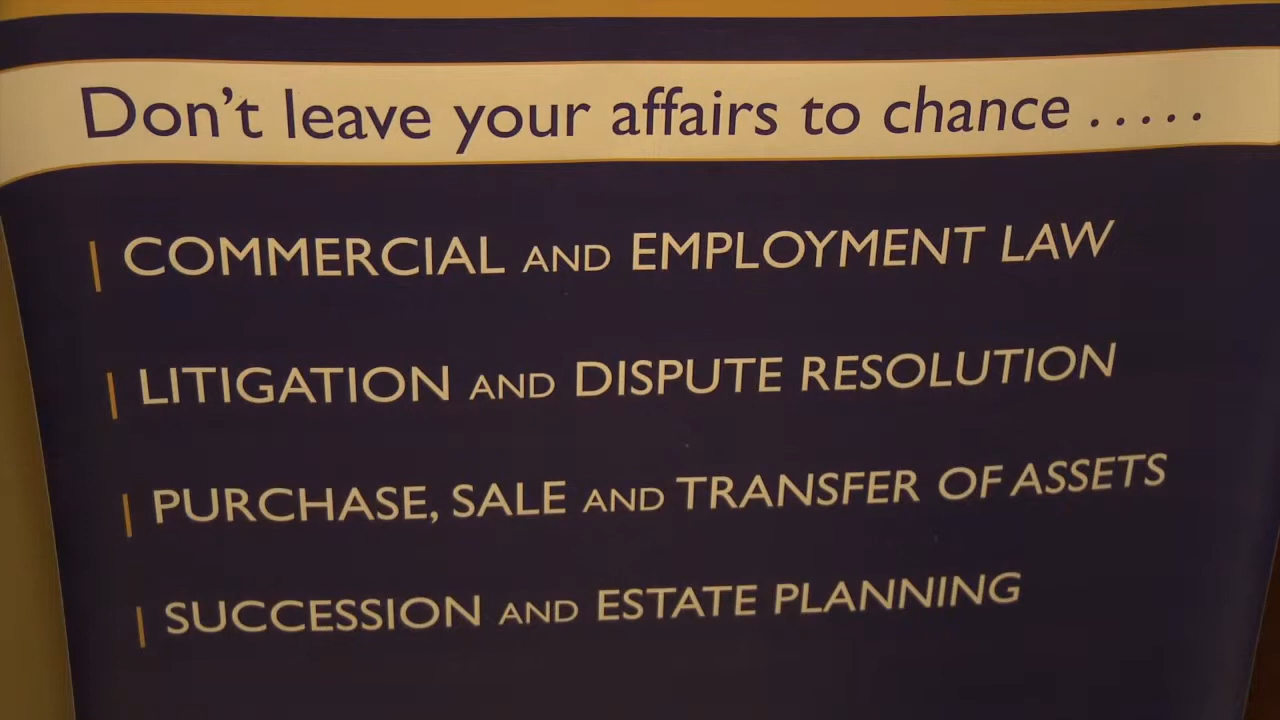 Don't leave your affairs to chance .....
COMMERCIAL AND EMPLOYMENT LAW
LITIGATION AND DISPUTE RESOLUTION
PURCHASE, SALE AND TRANSFER OF ASSETS
SUCCESSION AND ESTATE PLANNING